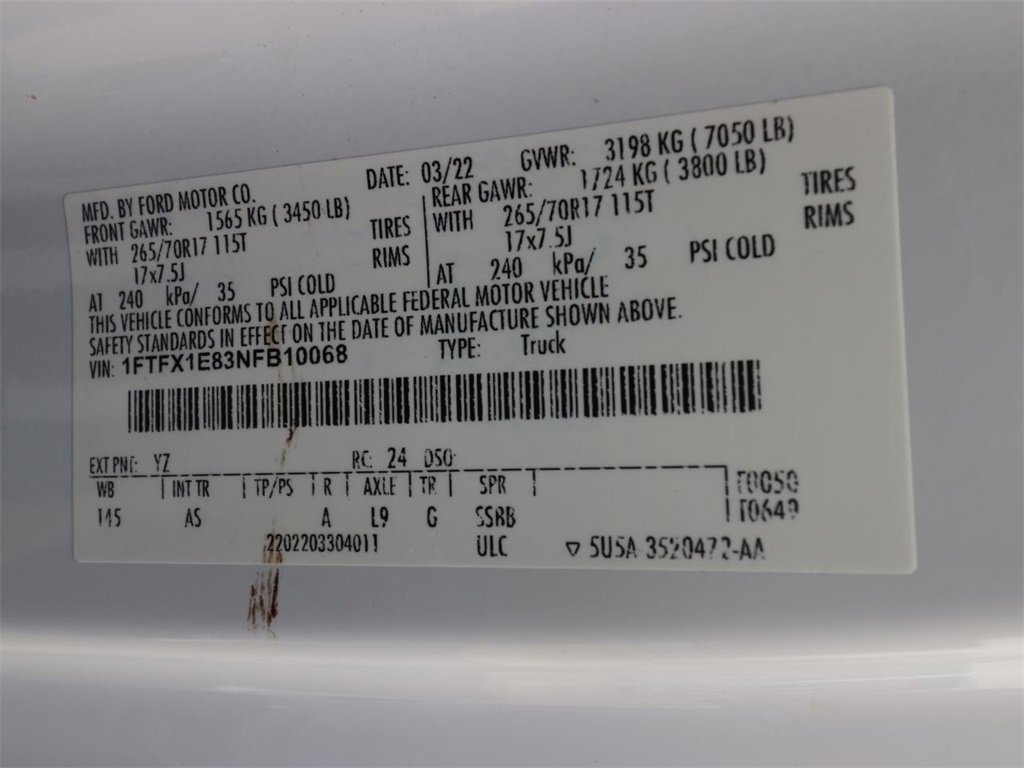 MFD. BY FORD MOTOR CO. DATE: 03/22 GVWR: 3198 KG ( 7050 LB)
FRONT GAWR: 1565 KG ( 3450 LB) REAR GAWR: 1724 KG ( 3800 LB)
WITH 265/70R17 115T TIRES WITH 265/70R17 115T TIRES
17x7.5J RIMS 17x7.5J RIMS
AT 240 kPa/ 35 PSI COLD AT 240 kPa/ 35 PSI COLD
THIS VEHICLE CONFORMS TO ALL APPLICABLE FEDERAL MOTOR VEHICLE
SAFETY STANDARDS IN EFFECT ON THE DATE OF MANUFACTURE SHOWN ABOVE.
VIN: 1FTFX1E83NFB10068 TYPE: Truck
EXT PNT: YZ RC: 24 DSO:
WB INT TR TP/PS R AXLE TR SPR T0050
145 AS A L9 G SSRB T0649
2202203304011 ULC ▽ 5U5A 3520472-AA